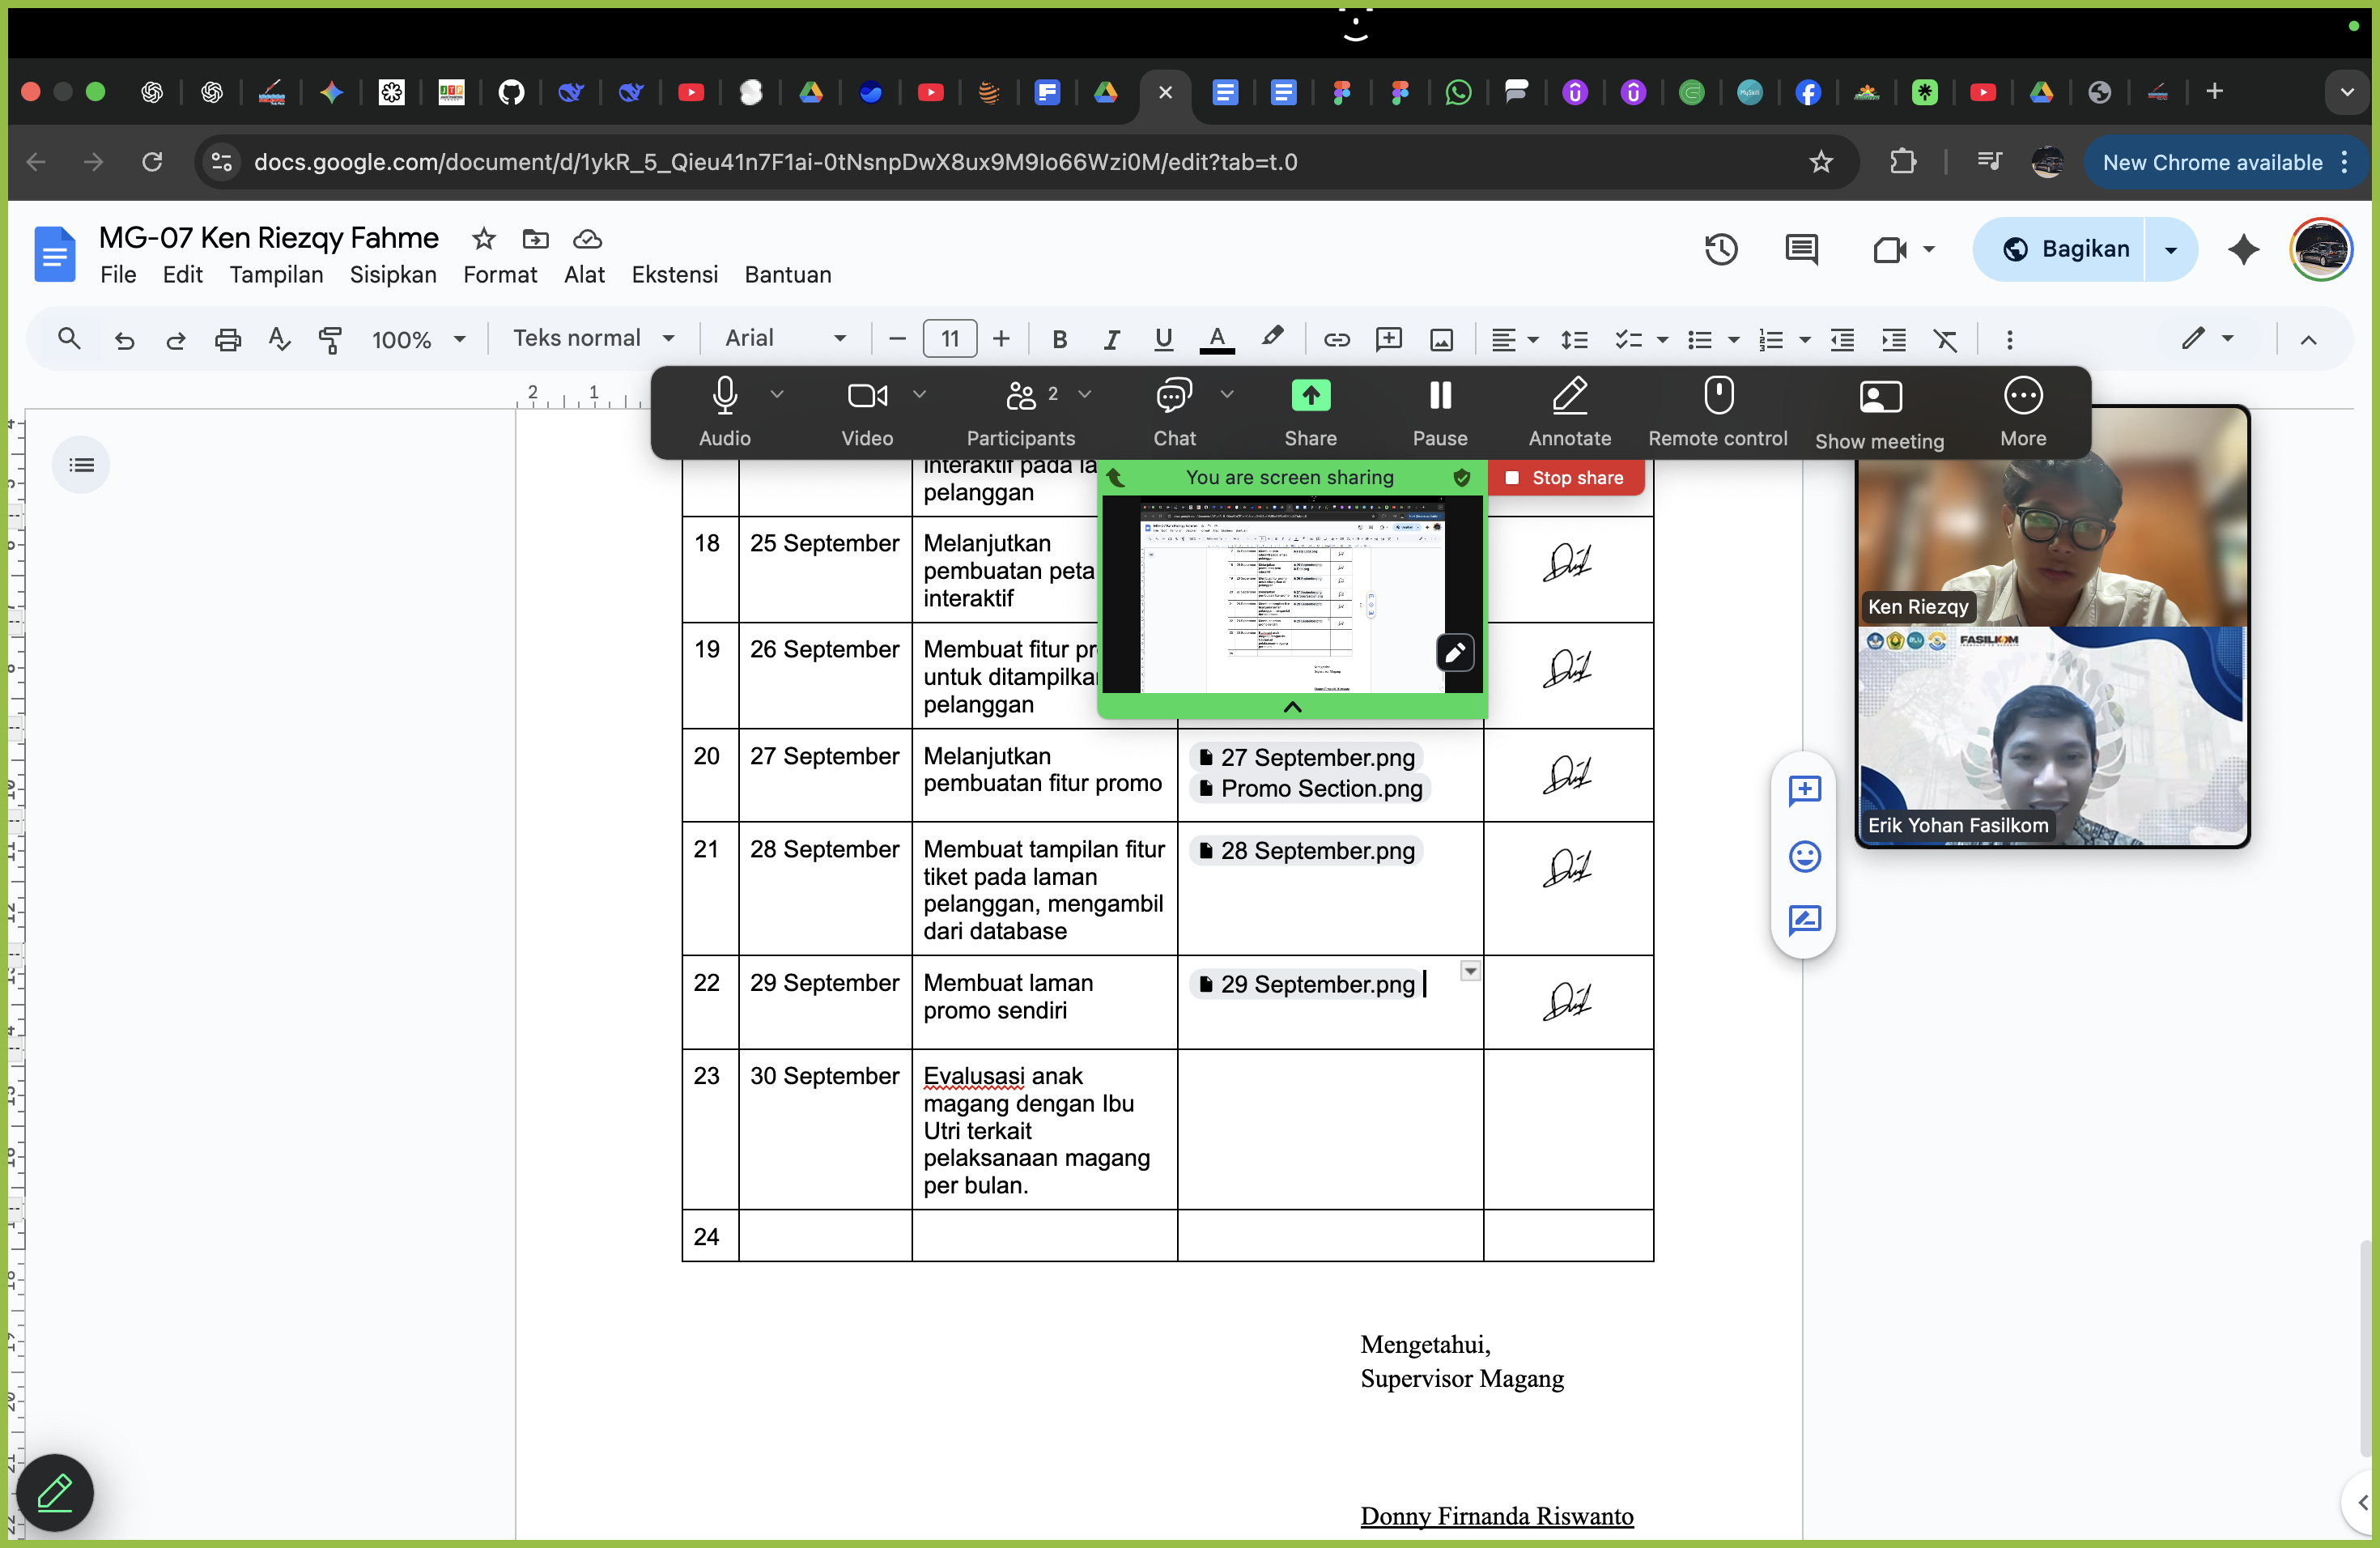 docs.google.com/document/d/1ykR_5_Qieu41n7F1ai-0tNsnpDwX8ux9M9Io66Wzi0M/edit?tab=t.0
New Chrome available
MG-07 Ken Riezqy Fahme
File Edit Tampilan Sisipkan Format Alat Ekstensi Bantuan
Bagikan
100% Teks normal Arial 11
2 1
Audio Video Participants 2 Chat Share Pause Annotate Remote control Show meeting More
You are screen sharing
Stop share
interaktif pada la
pelanggan
18 25 September Melanjutkan
pembuatan peta
interaktif
19 26 September Membuat fitur pr
untuk ditampilka
pelanggan
20 27 September Melanjutkan 27 September.png
pembuatan fitur promo Promo Section.png
21 28 September Membuat tampilan fitur 28 September.png
tiket pada laman
pelanggan, mengambil
dari database
22 29 September Membuat laman 29 September.png
promo sendiri
23 30 September Evalusasi anak
magang dengan Ibu
Utri terkait
pelaksanaan magang
per bulan.
24
Mengetahui,
Supervisor Magang
Donny Firnanda Riswanto
Ken Riezqy
FASILKOM
Erik Yohan Fasilkom